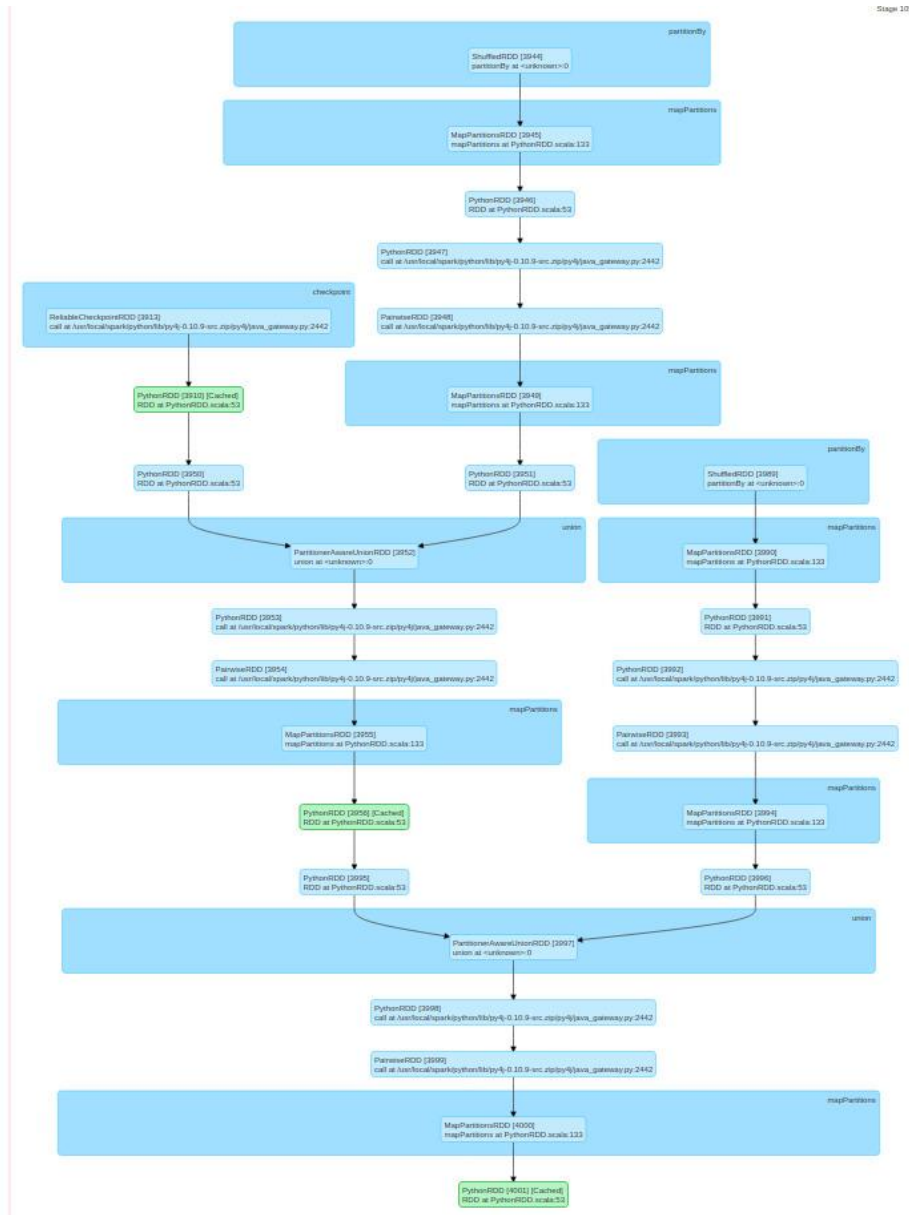 Stage 10
partitionBy
ShuffledRDD [3944]
partitionBy at <unknown>:0
mapPartitions
MapPartitionsRDD [3945]
mapPartitions at PythonRDD.scala:133
PythonRDD [3946]
RDD at PythonRDD.scala:53
PythonRDD [3947]
call at /usr/local/spark/python/lib/py4j-0.10.9-src.zip/py4j/java_gateway.py:2442
checkpoint
ReliableCheckpointRDD [3913]
call at /usr/local/spark/python/lib/py4j-0.10.9-src.zip/py4j/java_gateway.py:2442
PairwiseRDD [3948]
call at /usr/local/spark/python/lib/py4j-0.10.9-src.zip/py4j/java_gateway.py:2442
mapPartitions
PythonRDD [3910] [Cached]
RDD at PythonRDD.scala:53
MapPartitionsRDD [3949]
mapPartitions at PythonRDD.scala:133
partitionBy
PythonRDD [3950]
RDD at PythonRDD.scala:53
PythonRDD [3951]
RDD at PythonRDD.scala:53
ShuffledRDD [3989]
partitionBy at <unknown>:0
union
mapPartitions
PartitionerAwareUnionRDD [3952]
union at <unknown>:0
MapPartitionsRDD [3990]
mapPartitions at PythonRDD.scala:133
PythonRDD [3953]
call at /usr/local/spark/python/lib/py4j-0.10.9-src.zip/py4j/java_gateway.py:2442
PythonRDD [3991]
RDD at PythonRDD.scala:53
PairwiseRDD [3954]
call at /usr/local/spark/python/lib/py4j-0.10.9-src.zip/py4j/java_gateway.py:2442
PythonRDD [3992]
call at /usr/local/spark/python/lib/py4j-0.10.9-src.zip/py4j/java_gateway.py:2442
mapPartitions
MapPartitionsRDD [3955]
mapPartitions at PythonRDD.scala:133
PairwiseRDD [3993]
call at /usr/local/spark/python/lib/py4j-0.10.9-src.zip/py4j/java_gateway.py:2442
mapPartitions
PythonRDD [3956] [Cached]
RDD at PythonRDD.scala:53
MapPartitionsRDD [3994]
mapPartitions at PythonRDD.scala:133
PythonRDD [3995]
RDD at PythonRDD.scala:53
PythonRDD [3996]
RDD at PythonRDD.scala:53
union
PartitionerAwareUnionRDD [3997]
union at <unknown>:0
PythonRDD [3998]
call at /usr/local/spark/python/lib/py4j-0.10.9-src.zip/py4j/java_gateway.py:2442
PairwiseRDD [3999]
call at /usr/local/spark/python/lib/py4j-0.10.9-src.zip/py4j/java_gateway.py:2442
mapPartitions
MapPartitionsRDD [4000]
mapPartitions at PythonRDD.scala:133
PythonRDD [4001] [Cached]
RDD at PythonRDD.scala:53